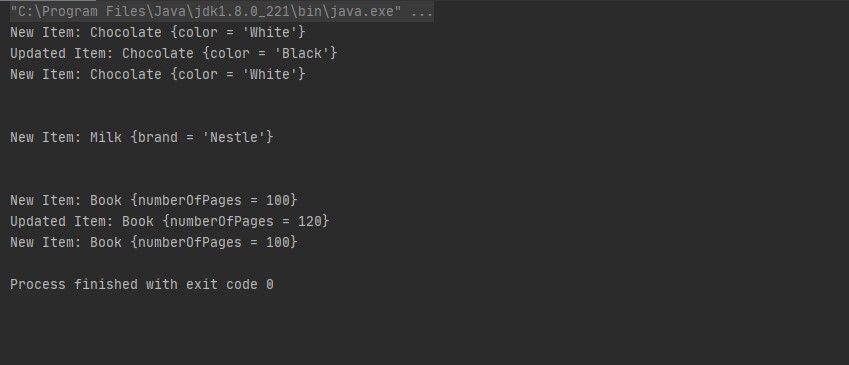 "C:\Program Files\Java\jdk1.8.0_221\bin\java.exe" ...
New Item: Chocolate {color = 'White'}
Updated Item: Chocolate {color = 'Black'}
New Item: Chocolate {color = 'White'}
New Item: Milk {brand = 'Nestle'}
New Item: Book {numberOfPages = 100}
Updated Item: Book {numberOfPages = 120}
New Item: Book {numberOfPages = 100}
Process finished with exit code 0